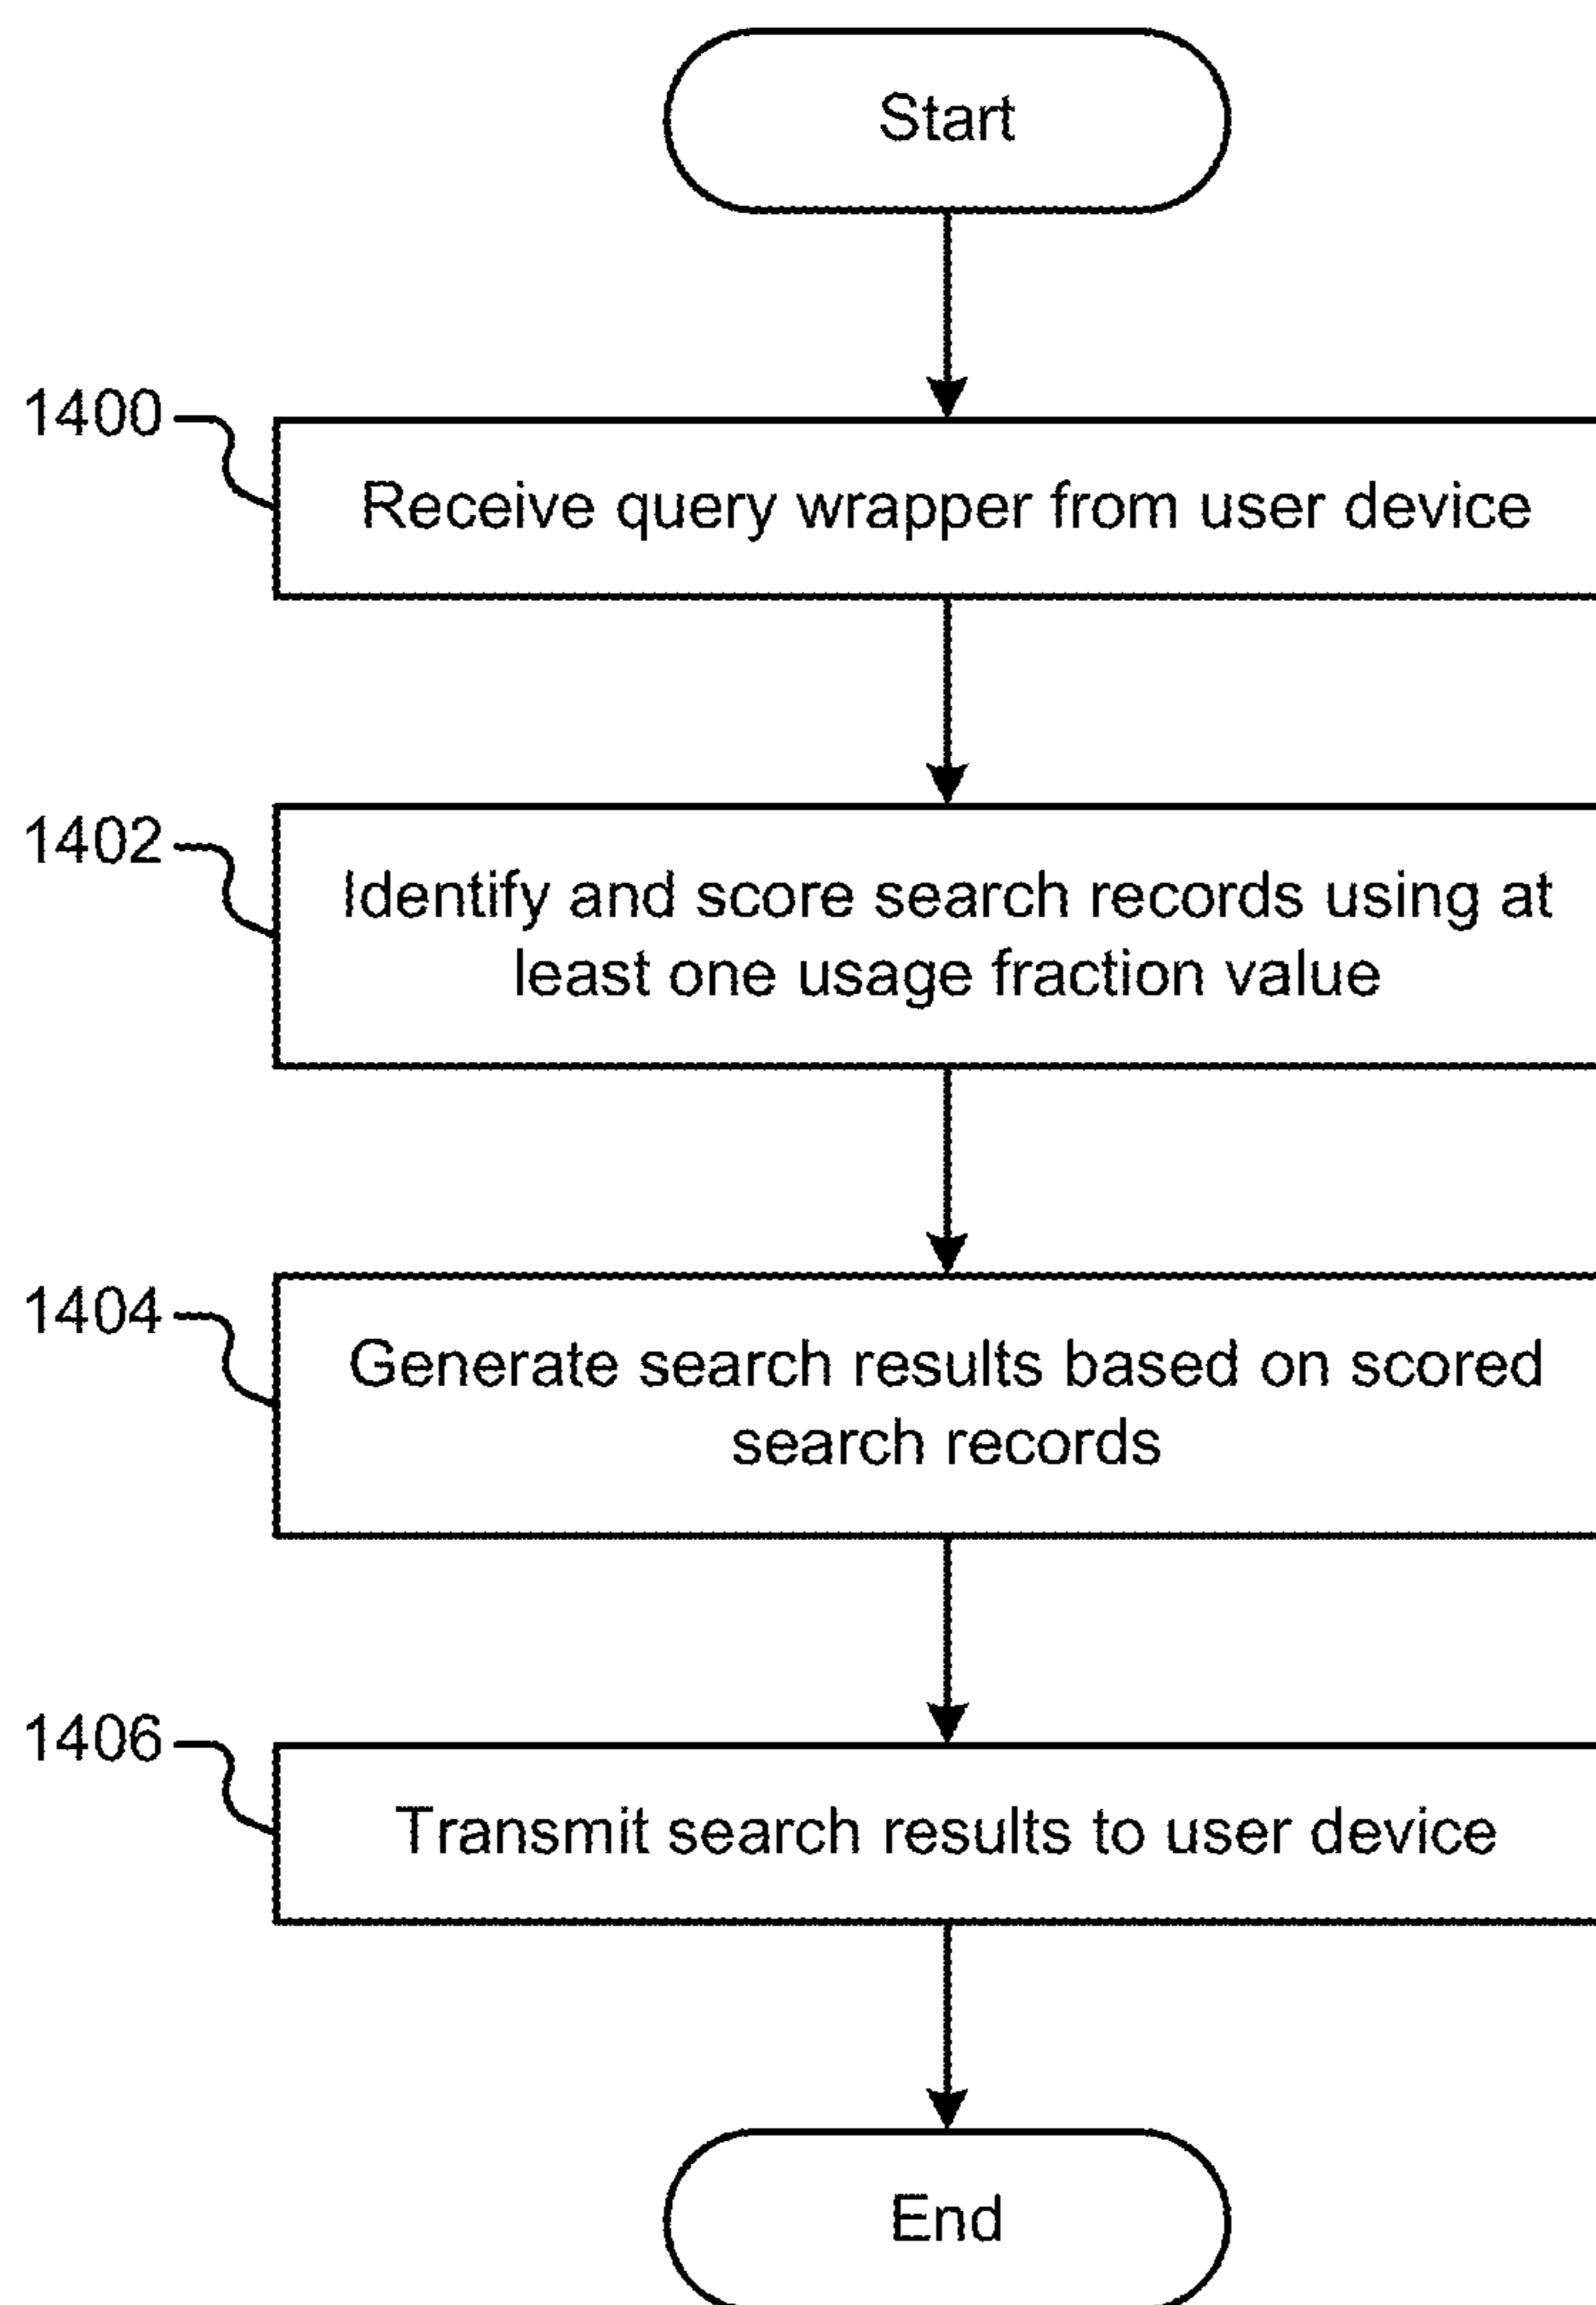 Start
1400
Receive query wrapper from user device
1402
Identify and score search records using at
least one usage fraction value
1404
Generate search results based on scored
search records
1406
Transmit search results to user device
End